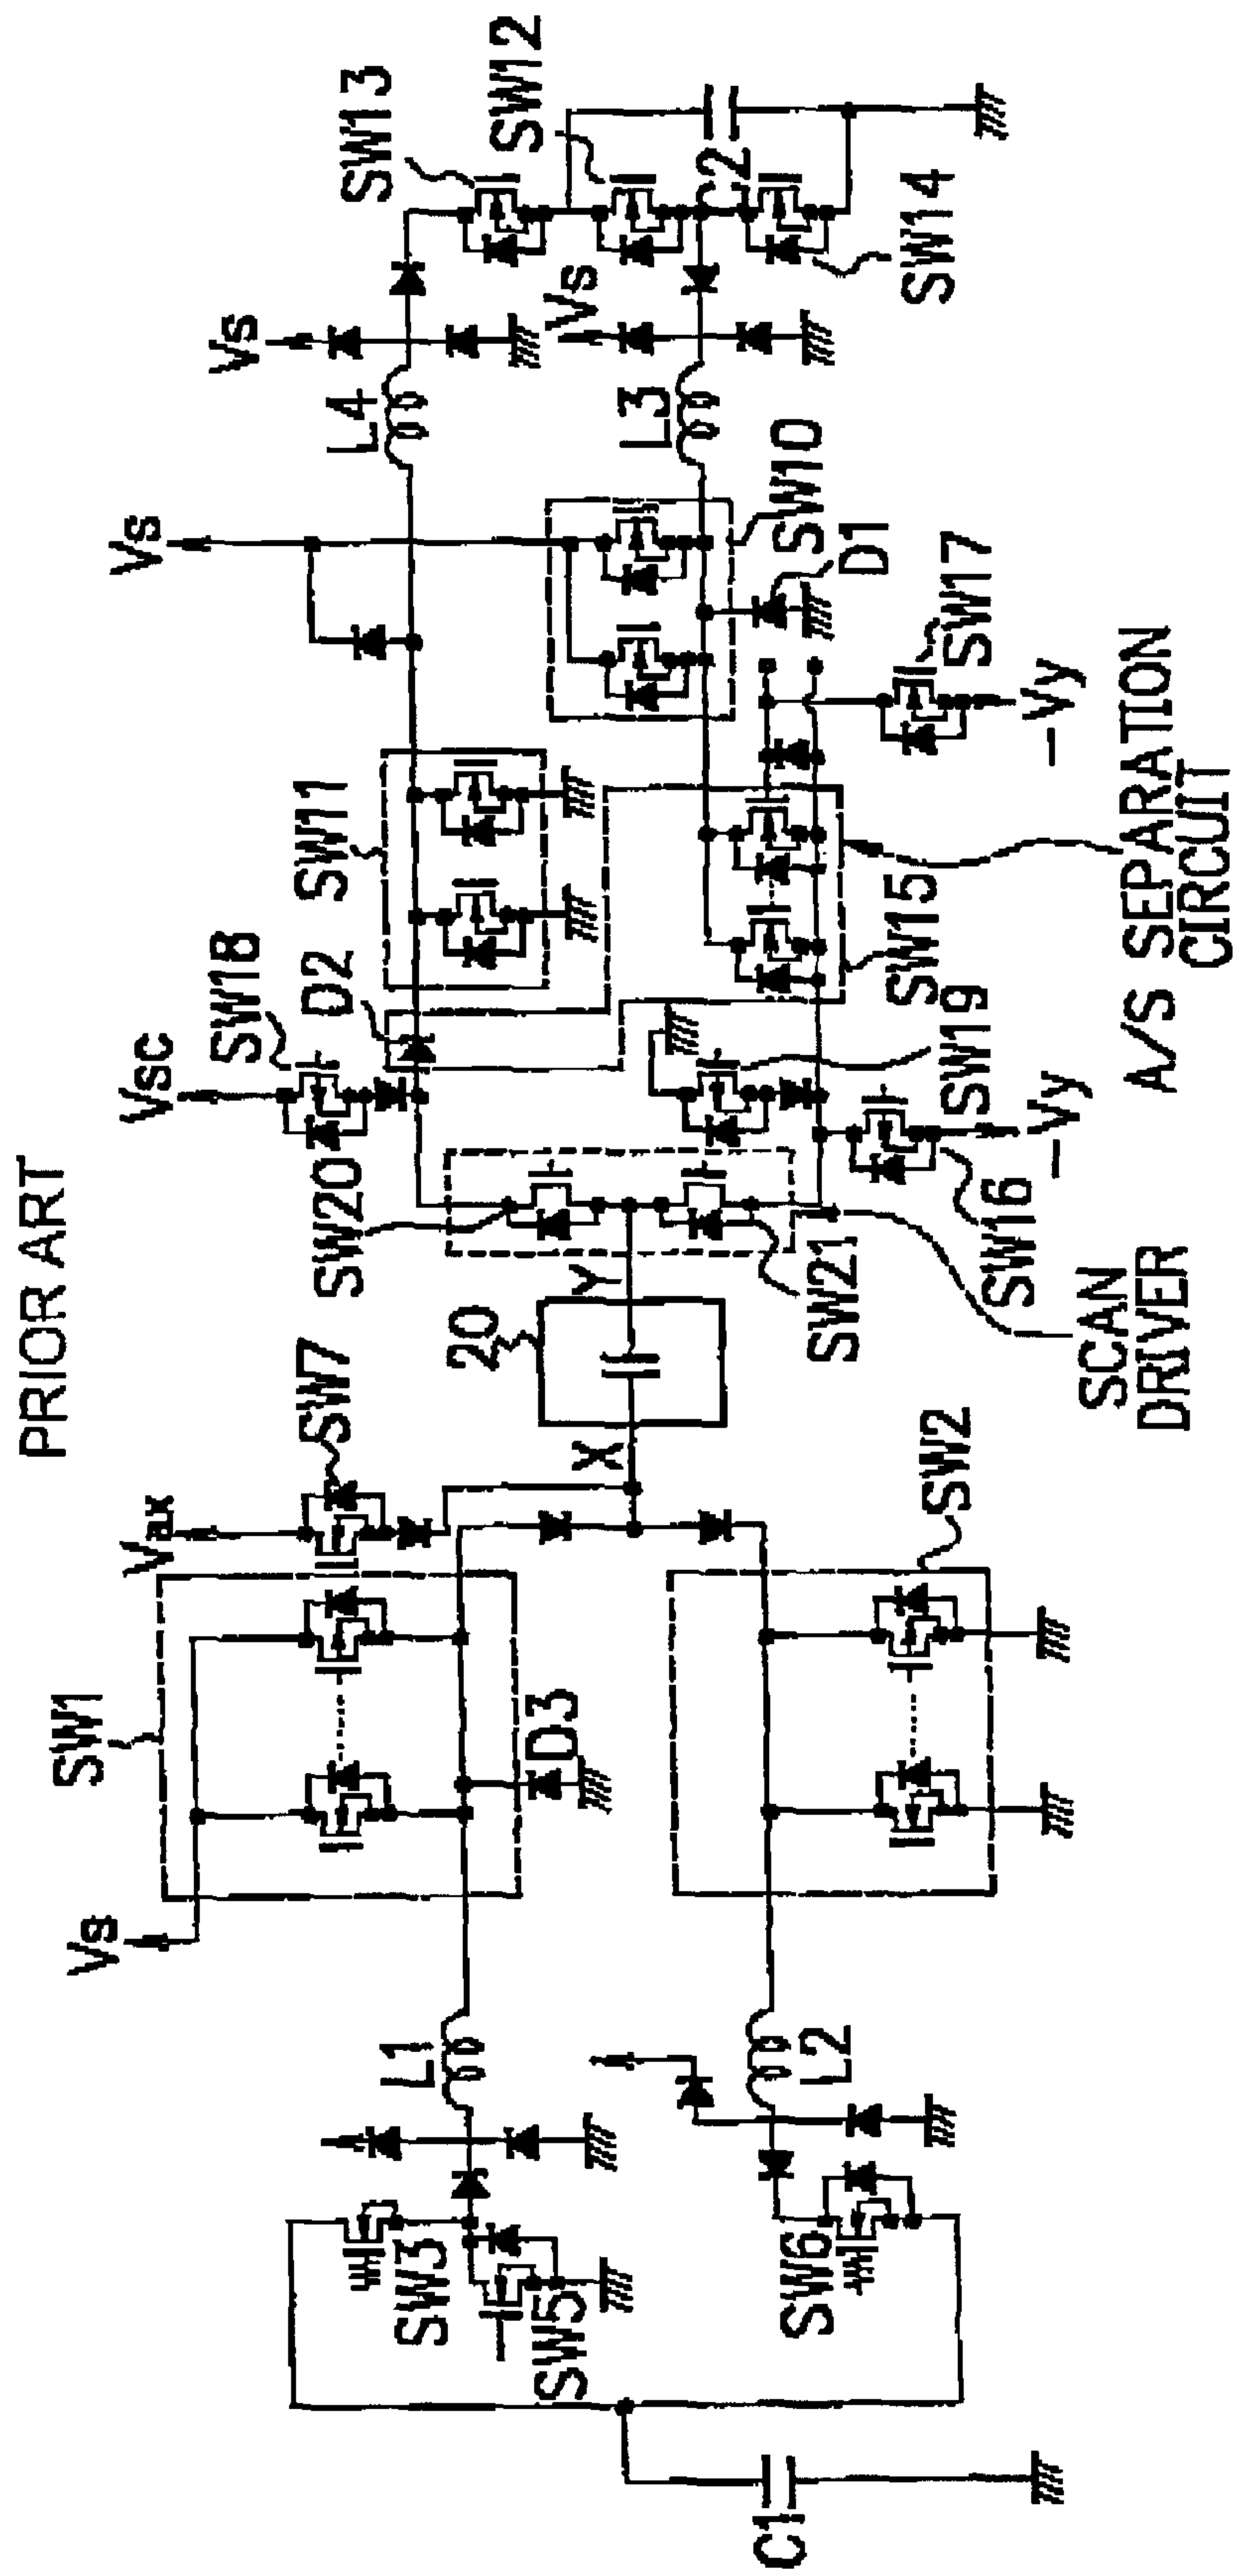 PRIOR ART
Vs
SW1
Vax
SW7
Vsc
SW18
SW20
D2
SW11
Vs
Vs
L4
SW13
SW12
Vs
L3
C2
SW14
SW10
D1
SW17
-Vy
A/S SEPARATION
CIRCUIT
SW15
SW19
-Vy
SW16
SW21
SCAN
DRIVER
20
Y
X
SW2
D3
L1
L2
SW3
SW5
SW6
C1